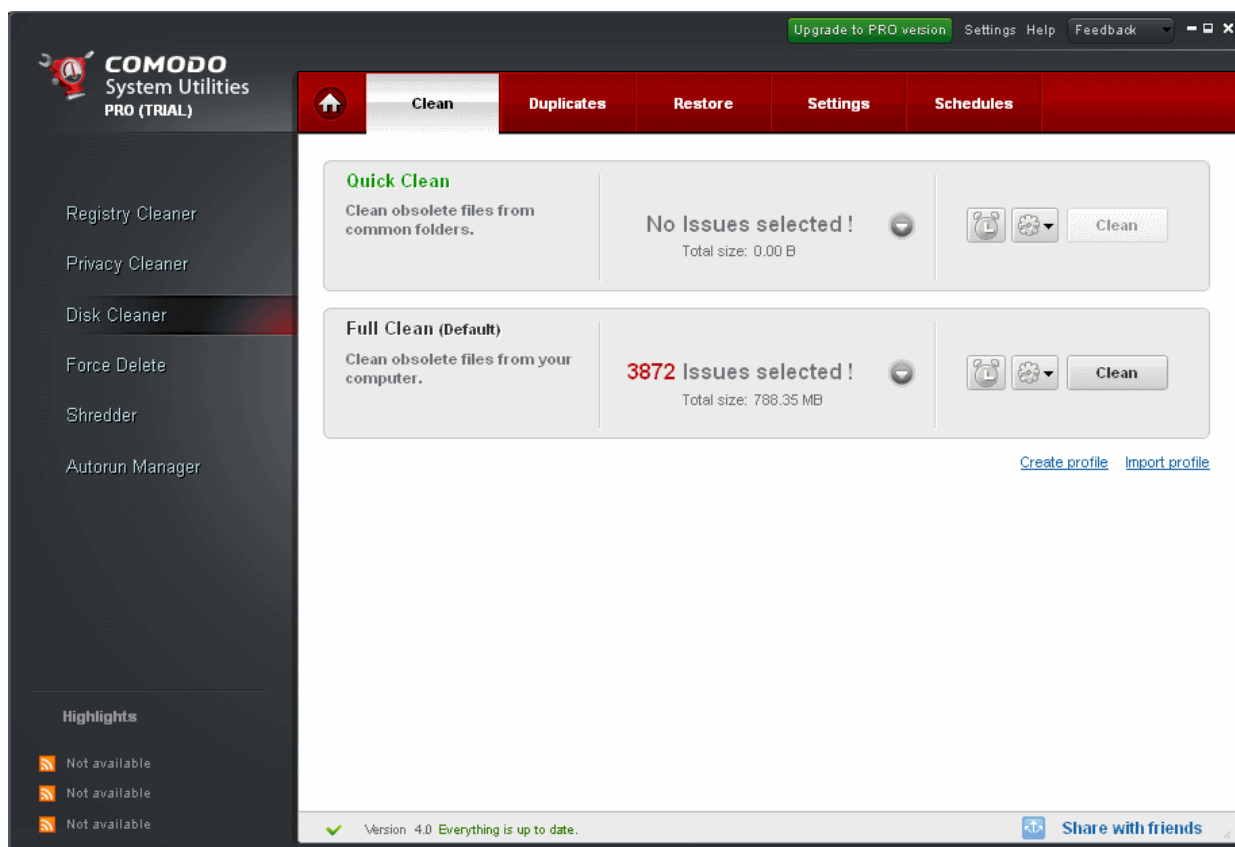 Upgrade to PRO version Settings Help Feedback
COMODO
System Utilities
PRO (TRIAL)
Clean Duplicates Restore Settings Schedules
Registry Cleaner
Privacy Cleaner
Disk Cleaner
Force Delete
Shredder
Autorun Manager
Quick Clean
Clean obsolete files from
common folders.
No Issues selected !
Total size: 0.00 B
Clean
Full Clean (Default)
Clean obsolete files from your
computer.
3872 Issues selected !
Total size: 788.35 MB
Clean
Create profile Import profile
Highlights
Not available
Not available
Not available
Version 4.0 Everything is up to date.
Share with friends